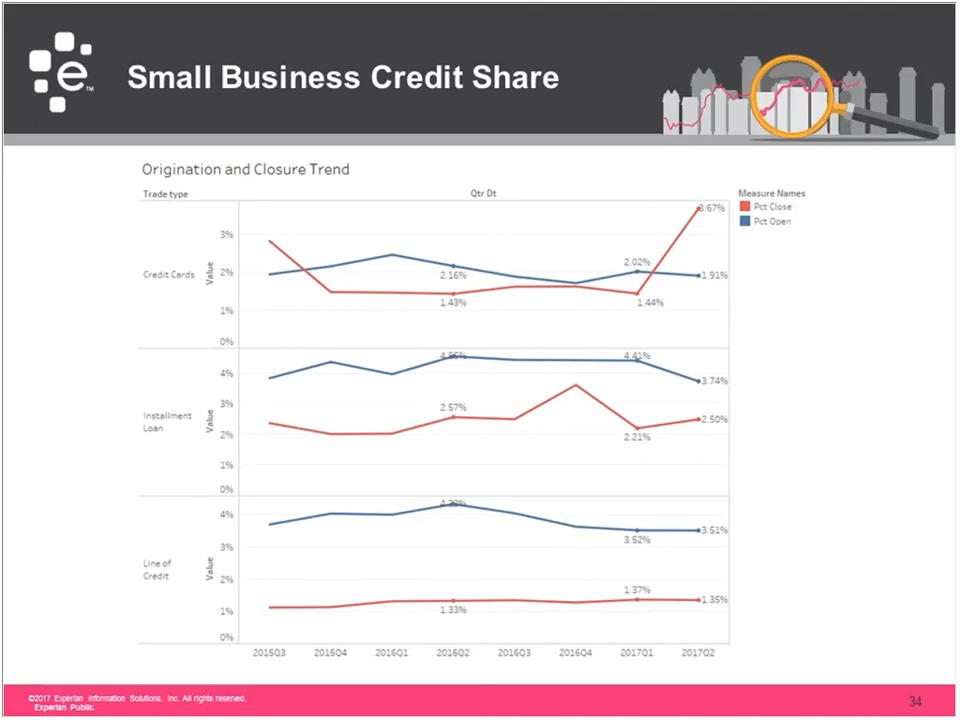 e™
Small Business Credit Share
Origination and Closure Trend
Trade type
Qtr Dt
Measure Names
Pct Close
Pct Open
Credit Cards
Value
3%
2%
1%
0%
2.16%
1.43%
2.02%
1.44%
3.67%
1.91%
Installment
Loan
Value
4%
3%
2%
1%
0%
2.57%
4.41%
2.21%
3.74%
2.50%
Line of
Credit
Value
4%
3%
2%
1%
0%
1.33%
3.52%
1.37%
3.51%
1.35%
2015Q3 2015Q4 2016Q1 2016Q2 2016Q3 2016Q4 2017Q1 2017Q2
©2017 Experian Information Solutions, Inc. All rights reserved.
Experian Public.
34